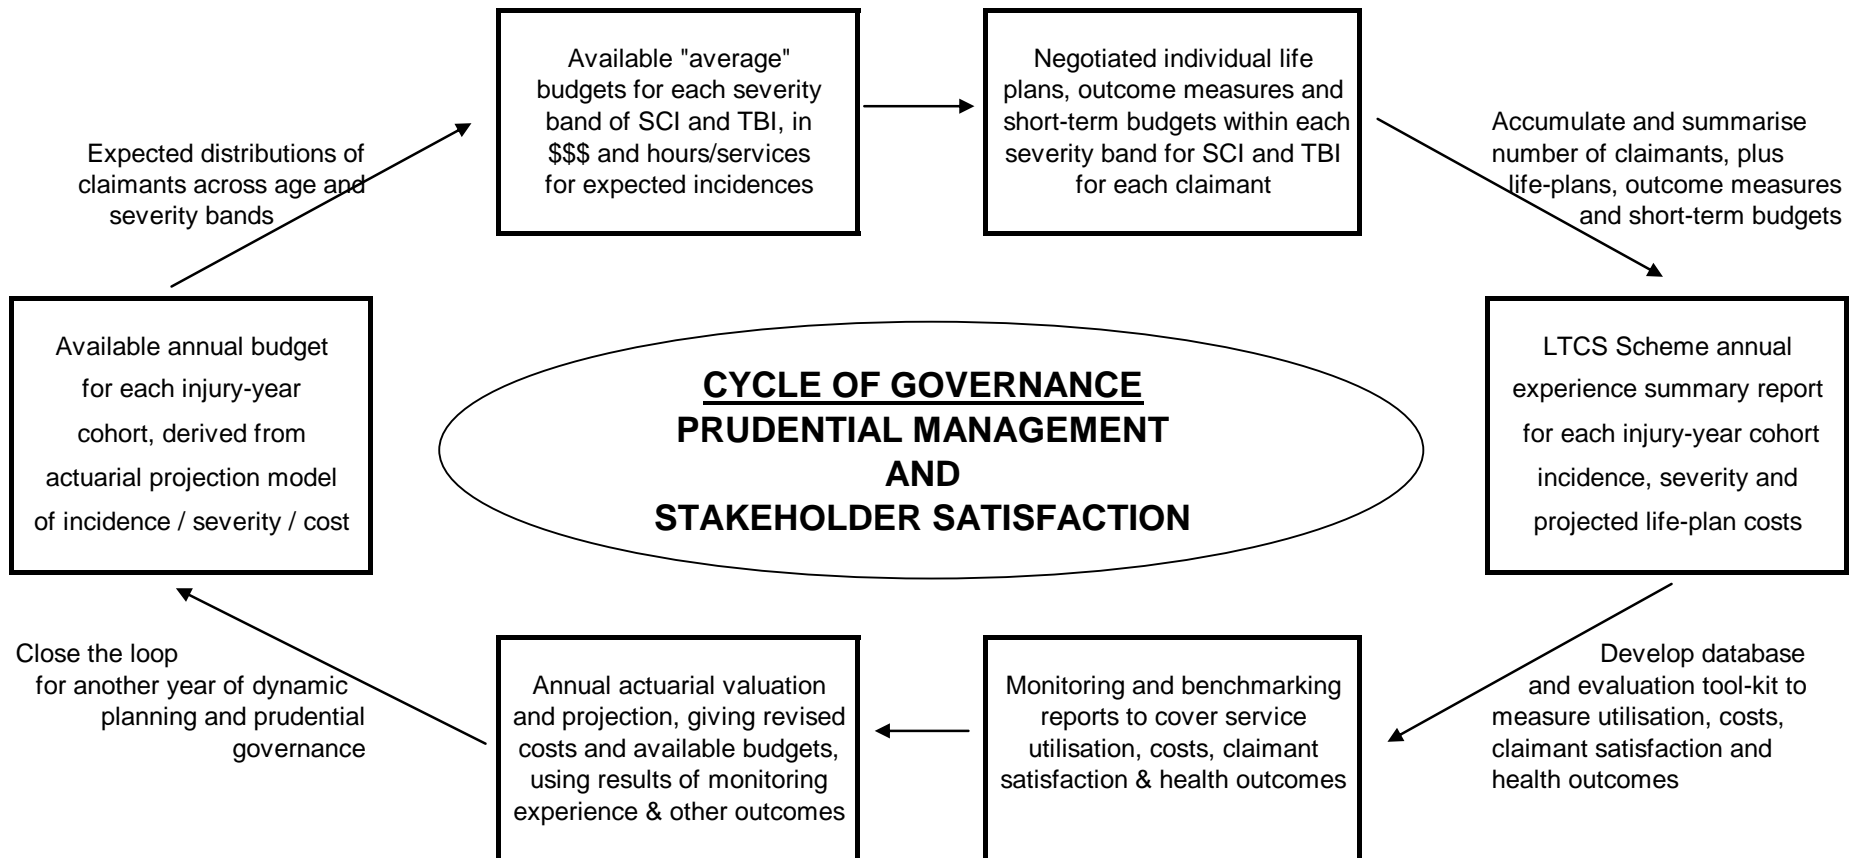 Available "average"
budgets for each severity
band of SCI and TBI, in
$$$ and hours/services
for expected incidences
Negotiated individual life
plans, outcome measures and
short-term budgets within each
severity band for SCI and TBI
for each claimant
Expected distributions of
claimants across age and
severity bands
Accumulate and summarise
number of claimants, plus
life-plans, outcome measures
and short-term budgets
Available annual budget
for each injury-year
cohort, derived from
actuarial projection model
of incidence / severity / cost
CYCLE OF GOVERNANCE
PRUDENTIAL MANAGEMENT
AND
STAKEHOLDER SATISFACTION
LTCS Scheme annual
experience summary report
for each injury-year cohort
incidence, severity and
projected life-plan costs
Close the loop
for another year of dynamic
planning and prudential
governance
Annual actuarial valuation
and projection, giving revised
costs and available budgets,
using results of monitoring
experience & other outcomes
Monitoring and benchmarking
reports to cover service
utilisation, costs, claimant
satisfaction & health outcomes
Develop database
and evaluation tool-kit to
measure utilisation, costs,
claimant satisfaction and
health outcomes